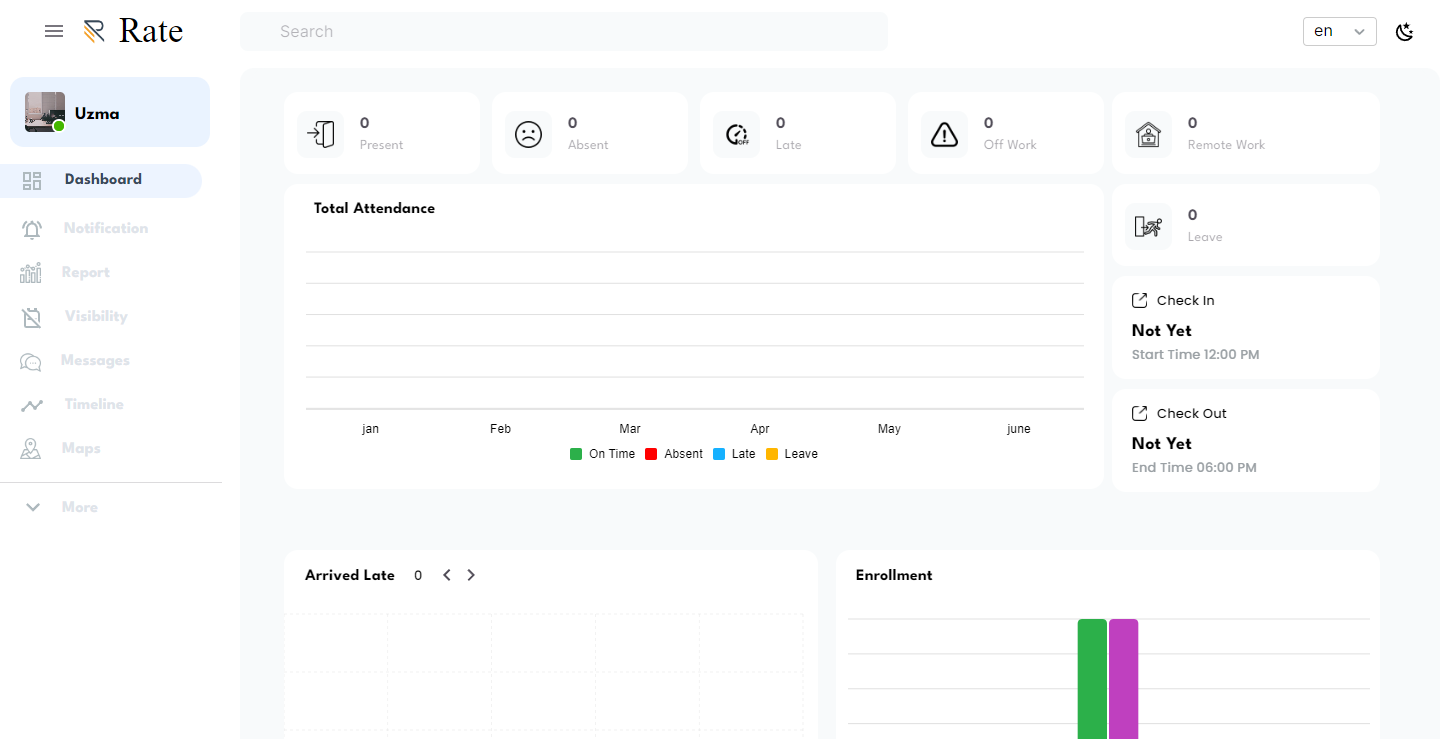 Rate
Search
en
Uzma
Dashboard
Notification
Report
Visibility
Messages
Timeline
Maps
More
0
Present
0
Absent
0
Late
0
Off Work
0
Remote Work
Total Attendance
jan Feb Mar Apr May june
On Time Absent Late Leave
0
Leave
Check In
Not Yet
Start Time 12:00 PM
Check Out
Not Yet
End Time 06:00 PM
Arrived Late 0
Enrollment
OFF